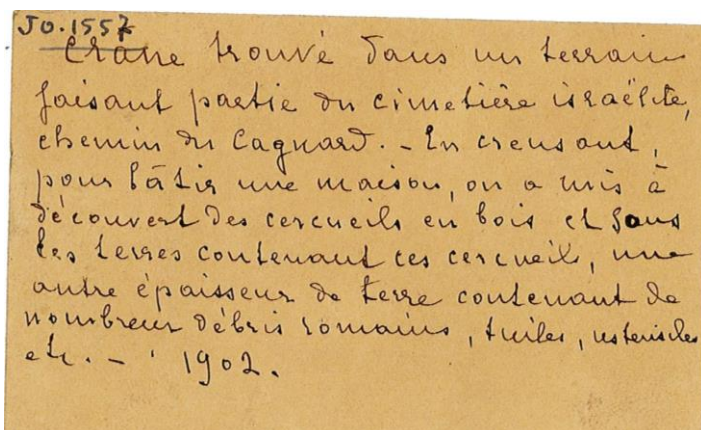 JO.1557
Crâne trouvé dans un terrain
faisant partie du cimetière israëlite,
chemin du Cagnard. - En creusant,
pour bâtir une maison, on a mis à
découvert des cercueils en bois et sous
les terres contenant ces cercueils, une
autre épaisseur de terre contenant de
nombreux débris romains, tuiles, ustensiles
etc. - 1902.